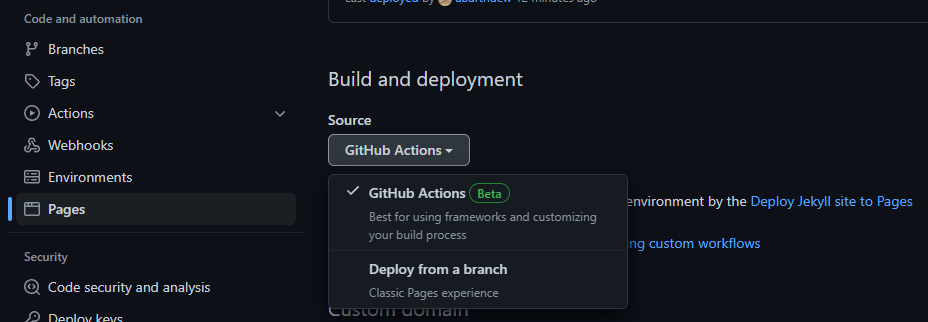 Code and automation
Branches
Tags
Actions
Webhooks
Environments
Pages
Security
Code security and analysis
Deploy keys
Last deployed by 12 minutes ago
Build and deployment
Source
GitHub Actions
GitHub Actions Beta
Best for using frameworks and customizing
your build process
Deploy from a branch
Classic Pages experience
environment by the Deploy Jekyll site to Pages
custom workflows
Custom domain